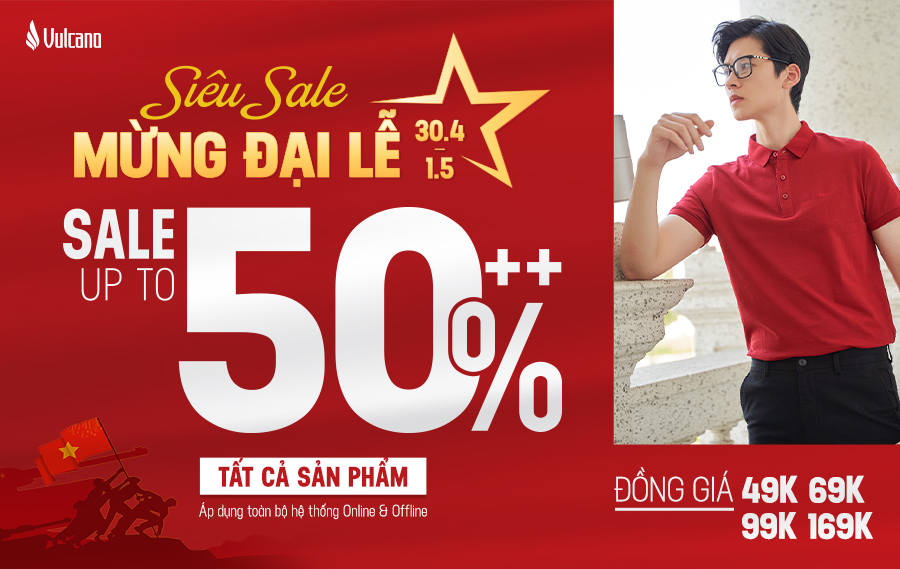 Vulcano
Siêu Sale
MỪNG ĐẠI LỄ
30.4
-
1.5
SALE
UP TO
50%++
TẤT CẢ SẢN PHẨM
Áp dụng toàn bộ hệ thống Online & Offline
ĐỒNG GIÁ 49K 69K
99K 169K